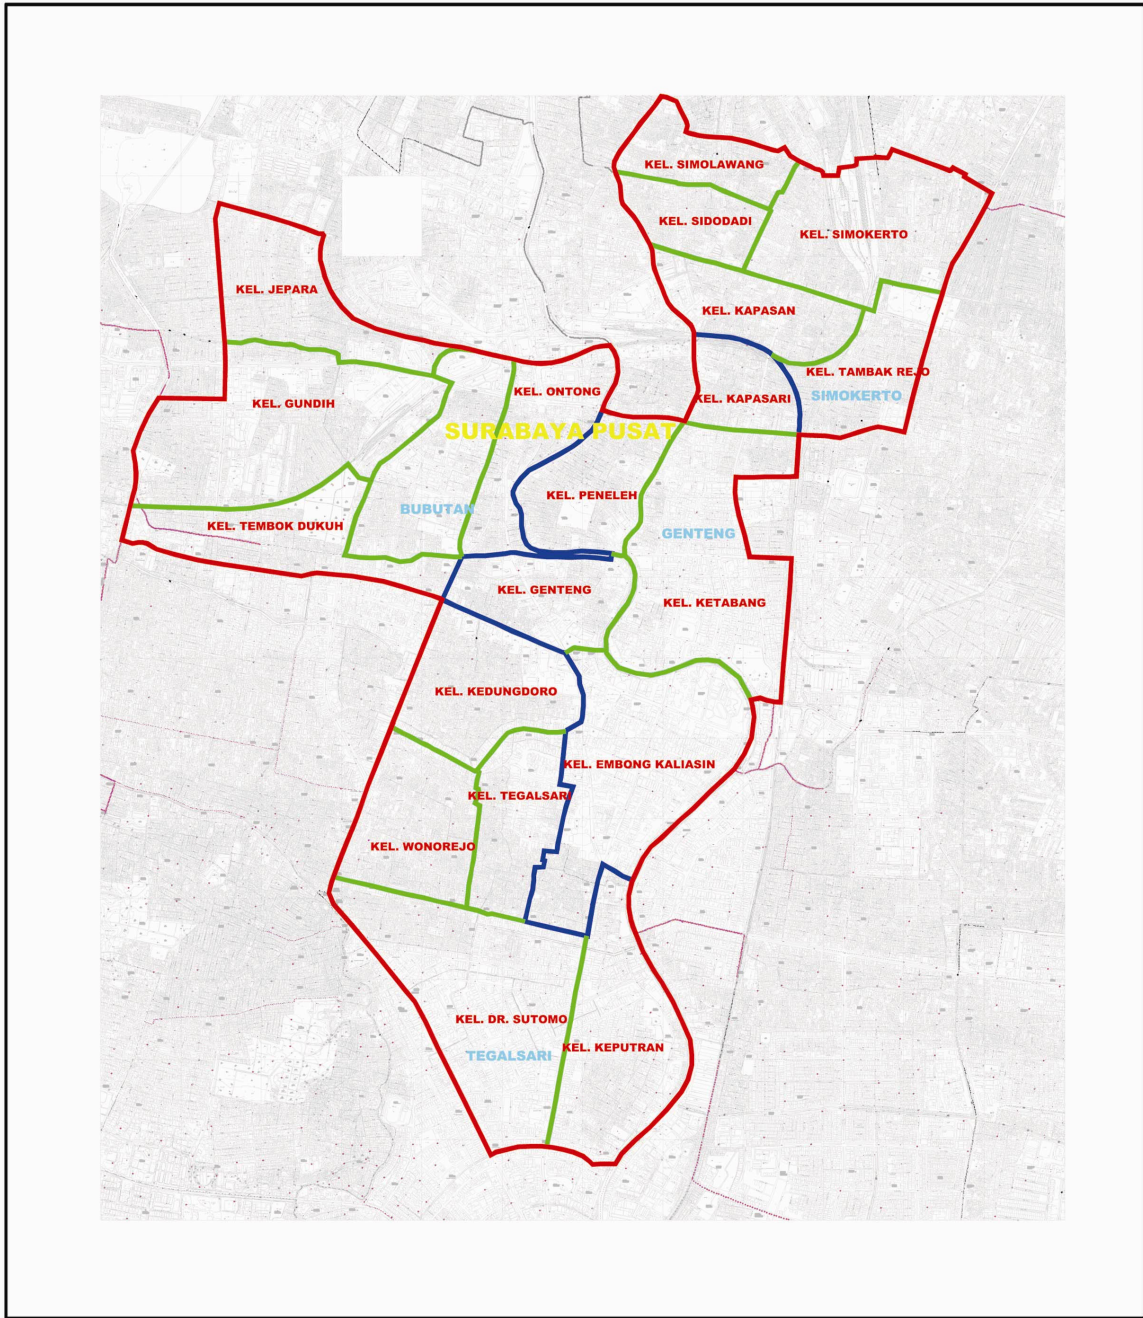 KEL. SIMOLAWANG
KEL. SIDODADI
KEL. SIMOKERTO
KEL. JEPARA
KEL. KAPASAN
KEL. TAMBAK REJO
KEL. ONTONG
SIMOKERTO
KEL. KAPASARI
KEL. GUNDIH
SURABAYA PUSAT
KEL. PENELEH
BUBUTAN
KEL. TEMBOK DUKUH
GENTENG
KEL. GENTENG
KEL. KETABANG
KEL. KEDUNGDORO
KEL. EMBONG KALIASIN
KEL. TEGALSARI
KEL. WONOREJO
KEL. DR. SUTOMO
KEL. KEPUTRAN
TEGALSARI